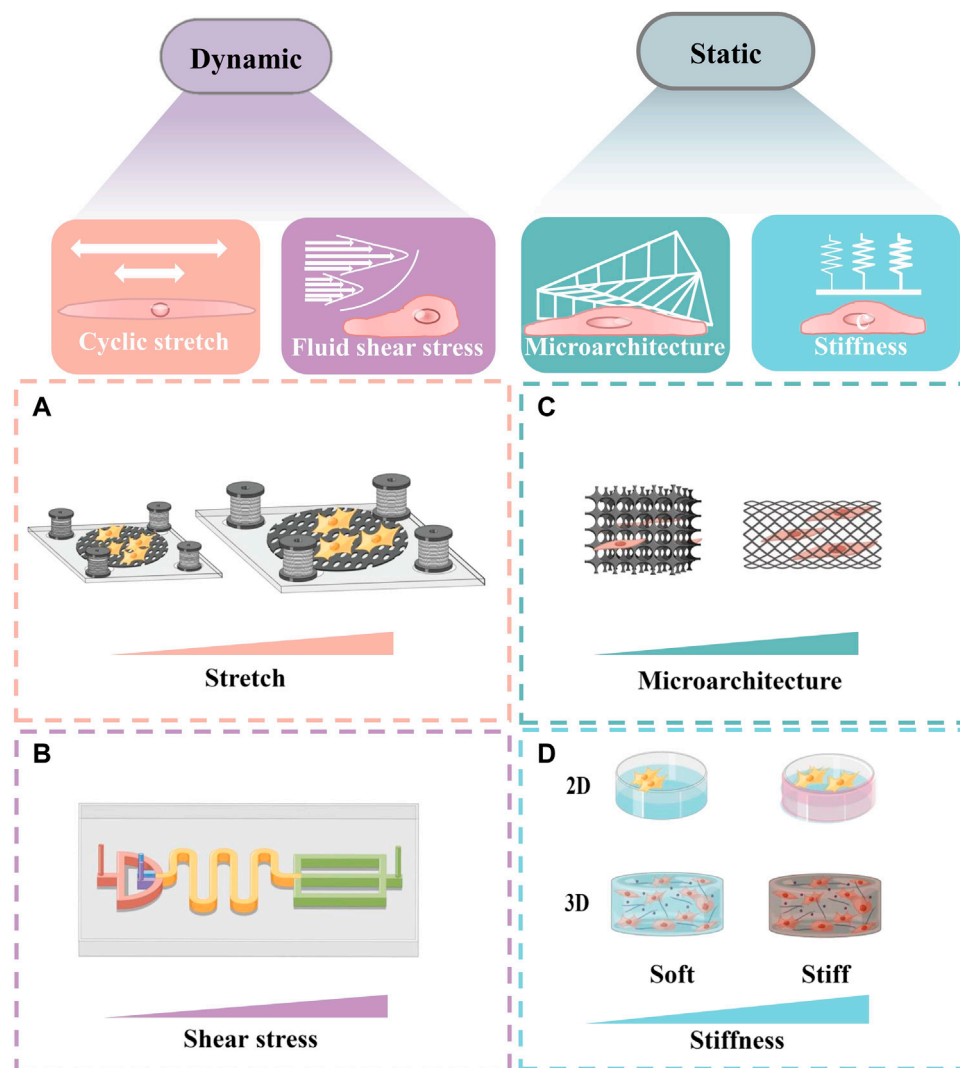 Dynamic
Static
Cyclic stretch
Fluid shear stress
Microarchitecture
c
Stiffness
A
Stretch
C
Microarchitecture
B
Shear stress
D
2D
3D
Soft
Stiff
Stiffness